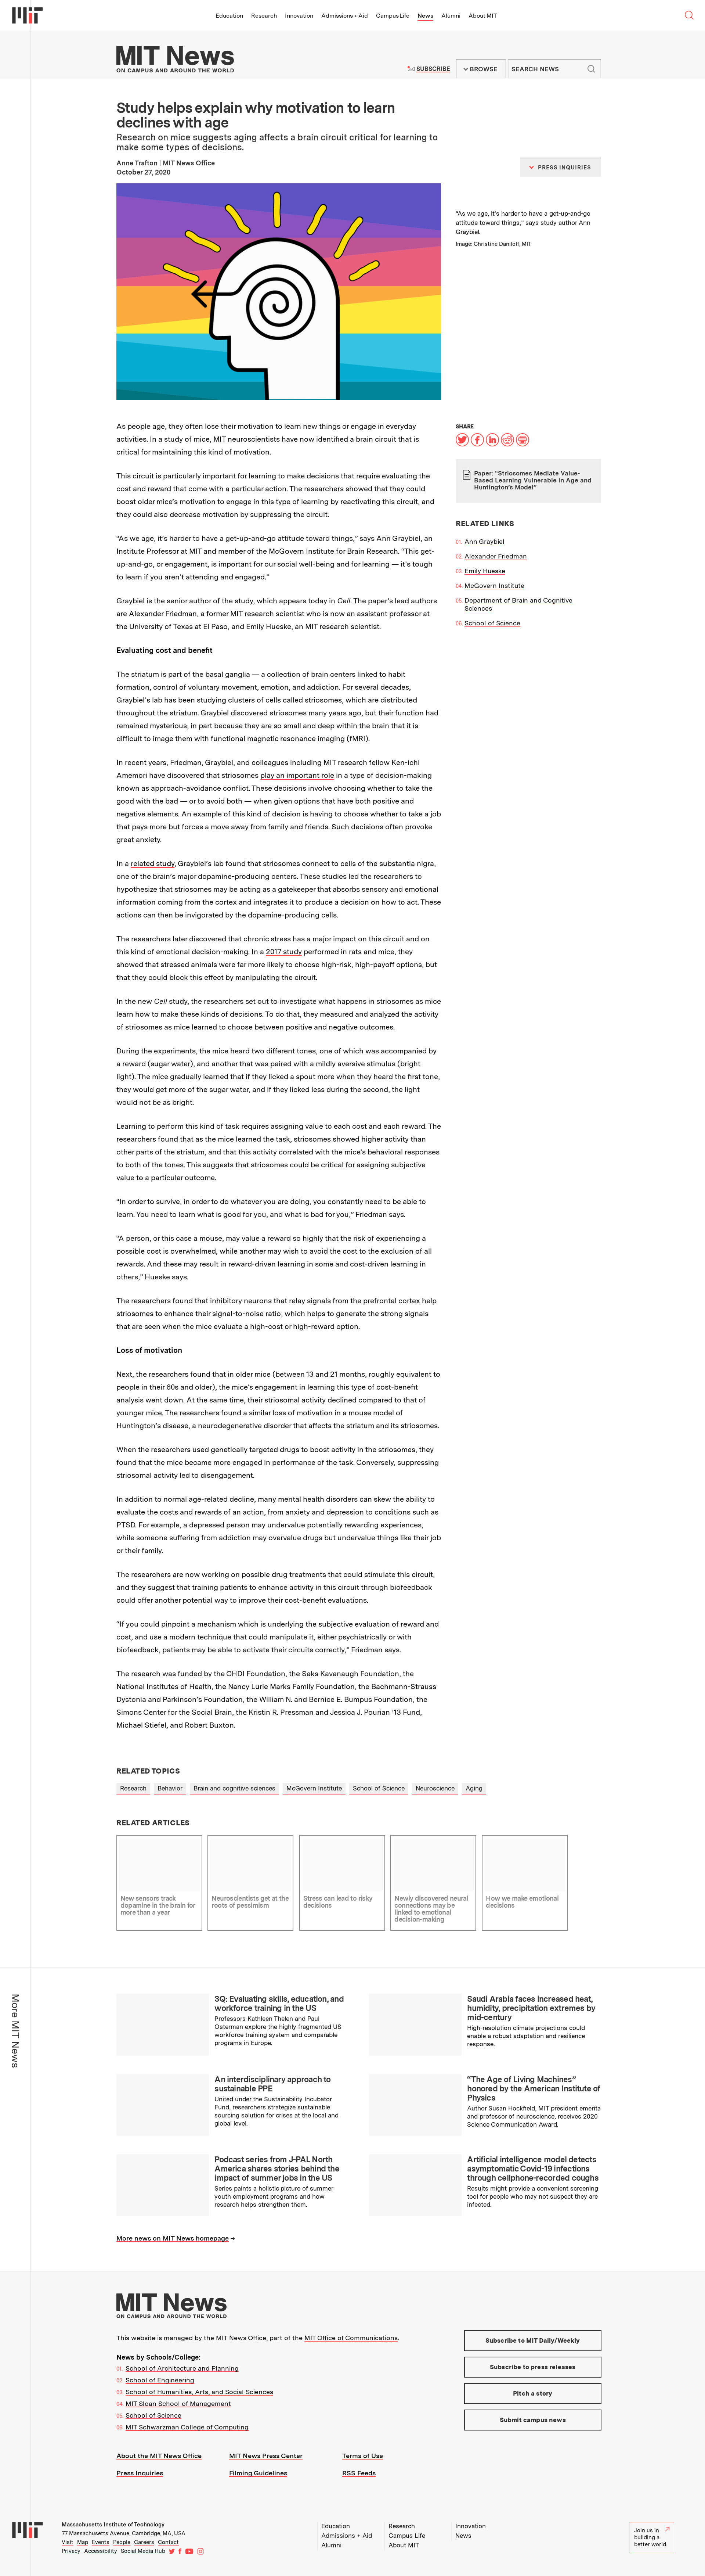 Education Research Innovation Admissions + Aid Campus Life News Alumni About MIT
MIT News
ON CAMPUS AND AROUND THE WORLD
SUBSCRIBE BROWSE SEARCH NEWS
Study helps explain why motivation to learn
declines with age
Research on mice suggests aging affects a brain circuit critical for learning to
make some types of decisions.
Anne Trafton | MIT News Office
October 27, 2020
PRESS INQUIRIES
"As we age, it's harder to have a get-up-and-go
attitude toward things," says study author Ann
Graybiel.
Image: Christine Daniloff, MIT
As people age, they often lose their motivation to learn new things or engage in everyday
activities. In a study of mice, MIT neuroscientists have now identified a brain circuit that is
critical for maintaining this kind of motivation.
This circuit is particularly important for learning to make decisions that require evaluating the
cost and reward that come with a particular action. The researchers showed that they could
boost older mice's motivation to engage in this type of learning by reactivating this circuit, and
they could also decrease motivation by suppressing the circuit.
"As we age, it's harder to have a get-up-and-go attitude toward things," says Ann Graybiel, an
Institute Professor at MIT and member of the McGovern Institute for Brain Research. "This get-
up-and-go, or engagement, is important for our social well-being and for learning — it's tough
to learn if you aren't attending and engaged."
Graybiel is the senior author of the study, which appears today in Cell. The paper's lead authors
are Alexander Friedman, a former MIT research scientist who is now an assistant professor at
the University of Texas at El Paso, and Emily Hueske, an MIT research scientist.
Evaluating cost and benefit
The striatum is part of the basal ganglia — a collection of brain centers linked to habit
formation, control of voluntary movement, emotion, and addiction. For several decades,
Graybiel's lab has been studying clusters of cells called striosomes, which are distributed
throughout the striatum. Graybiel discovered striosomes many years ago, but their function had
remained mysterious, in part because they are so small and deep within the brain that it is
difficult to image them with functional magnetic resonance imaging (fMRI).
In recent years, Friedman, Graybiel, and colleagues including MIT research fellow Ken-ichi
Amemori have discovered that striosomes play an important role in a type of decision-making
known as approach-avoidance conflict. These decisions involve choosing whether to take the
good with the bad — or to avoid both — when given options that have both positive and
negative elements. An example of this kind of decision is having to choose whether to take a job
that pays more but forces a move away from family and friends. Such decisions often provoke
great anxiety.
In a related study, Graybiel's lab found that striosomes connect to cells of the substantia nigra,
one of the brain's major dopamine-producing centers. These studies led the researchers to
hypothesize that striosomes may be acting as a gatekeeper that absorbs sensory and emotional
information coming from the cortex and integrates it to produce a decision on how to act. These
actions can then be invigorated by the dopamine-producing cells.
The researchers later discovered that chronic stress has a major impact on this circuit and on
this kind of emotional decision-making. In a 2017 study performed in rats and mice, they
showed that stressed animals were far more likely to choose high-risk, high-payoff options, but
that they could block this effect by manipulating the circuit.
In the new Cell study, the researchers set out to investigate what happens in striosomes as mice
learn how to make these kinds of decisions. To do that, they measured and analyzed the activity
of striosomes as mice learned to choose between positive and negative outcomes.
During the experiments, the mice heard two different tones, one of which was accompanied by
a reward (sugar water), and another that was paired with a mildly aversive stimulus (bright
light). The mice gradually learned that if they licked a spout more when they heard the first tone,
they would get more of the sugar water, and if they licked less during the second, the light
would not be as bright.
Learning to perform this kind of task requires assigning value to each cost and each reward. The
researchers found that as the mice learned the task, striosomes showed higher activity than
other parts of the striatum, and that this activity correlated with the mice's behavioral responses
to both of the tones. This suggests that striosomes could be critical for assigning subjective
value to a particular outcome.
"In order to survive, in order to do whatever you are doing, you constantly need to be able to
learn. You need to learn what is good for you, and what is bad for you," Friedman says.
"A person, or this case a mouse, may value a reward so highly that the risk of experiencing a
possible cost is overwhelmed, while another may wish to avoid the cost to the exclusion of all
rewards. And these may result in reward-driven learning in some and cost-driven learning in
others," Hueske says.
The researchers found that inhibitory neurons that relay signals from the prefrontal cortex help
striosomes to enhance their signal-to-noise ratio, which helps to generate the strong signals
that are seen when the mice evaluate a high-cost or high-reward option.
Loss of motivation
Next, the researchers found that in older mice (between 13 and 21 months, roughly equivalent to
people in their 60s and older), the mice's engagement in learning this type of cost-benefit
analysis went down. At the same time, their striosomal activity declined compared to that of
younger mice. The researchers found a similar loss of motivation in a mouse model of
Huntington's disease, a neurodegenerative disorder that affects the striatum and its striosomes.
When the researchers used genetically targeted drugs to boost activity in the striosomes, they
found that the mice became more engaged in performance of the task. Conversely, suppressing
striosomal activity led to disengagement.
In addition to normal age-related decline, many mental health disorders can skew the ability to
evaluate the costs and rewards of an action, from anxiety and depression to conditions such as
PTSD. For example, a depressed person may undervalue potentially rewarding experiences,
while someone suffering from addiction may overvalue drugs but undervalue things like their job
or their family.
The researchers are now working on possible drug treatments that could stimulate this circuit,
and they suggest that training patients to enhance activity in this circuit through biofeedback
could offer another potential way to improve their cost-benefit evaluations.
"If you could pinpoint a mechanism which is underlying the subjective evaluation of reward and
cost, and use a modern technique that could manipulate it, either psychiatrically or with
biofeedback, patients may be able to activate their circuits correctly," Friedman says.
The research was funded by the CHDI Foundation, the Saks Kavanaugh Foundation, the
National Institutes of Health, the Nancy Lurie Marks Family Foundation, the Bachmann-Strauss
Dystonia and Parkinson's Foundation, the William N. and Bernice E. Bumpus Foundation, the
Simons Center for the Social Brain, the Kristin R. Pressman and Jessica J. Pourian '13 Fund,
Michael Stiefel, and Robert Buxton.
SHARE
Paper: "Striosomes Mediate Value-
Based Learning Vulnerable in Age and
Huntington's Model"
RELATED LINKS
01. Ann Graybiel
02. Alexander Friedman
03. Emily Hueske
04. McGovern Institute
05. Department of Brain and Cognitive
Sciences
06. School of Science
RELATED TOPICS
Research Behavior Brain and cognitive sciences McGovern Institute School of Science Neuroscience Aging
RELATED ARTICLES
New sensors track
dopamine in the brain for
more than a year
Neuroscientists get at the
roots of pessimism
Stress can lead to risky
decisions
Newly discovered neural
connections may be
linked to emotional
decision-making
How we make emotional
decisions
More MIT News
3Q: Evaluating skills, education, and
workforce training in the US
Professors Kathleen Thelen and Paul
Osterman explore the highly fragmented US
workforce training system and comparable
programs in Europe.
Saudi Arabia faces increased heat,
humidity, precipitation extremes by
mid-century
High-resolution climate projections could
enable a robust adaptation and resilience
response.
An interdisciplinary approach to
sustainable PPE
United under the Sustainability Incubator
Fund, researchers strategize sustainable
sourcing solution for crises at the local and
global level.
"The Age of Living Machines"
honored by the American Institute of
Physics
Author Susan Hockfield, MIT president emerita
and professor of neuroscience, receives 2020
Science Communication Award.
Podcast series from J-PAL North
America shares stories behind the
impact of summer jobs in the US
Series paints a holistic picture of summer
youth employment programs and how
research helps strengthen them.
Artificial intelligence model detects
asymptomatic Covid-19 infections
through cellphone-recorded coughs
Results might provide a convenient screening
tool for people who may not suspect they are
infected.
More news on MIT News homepage →
MIT News
ON CAMPUS AND AROUND THE WORLD
This website is managed by the MIT News Office, part of the MIT Office of Communications.
News by Schools/College:
01. School of Architecture and Planning
02. School of Engineering
03. School of Humanities, Arts, and Social Sciences
04. MIT Sloan School of Management
05. School of Science
06. MIT Schwarzman College of Computing
Subscribe to MIT Daily/Weekly
Subscribe to press releases
Pitch a story
Submit campus news
About the MIT News Office MIT News Press Center Terms of Use
Press Inquiries Filming Guidelines RSS Feeds
Massachusetts Institute of Technology
77 Massachusetts Avenue, Cambridge, MA, USA
Visit Map Events People Careers Contact
Privacy Accessibility Social Media Hub
Education Research Innovation
Admissions + Aid Campus Life News
Alumni About MIT
Join us in
building a
better world.